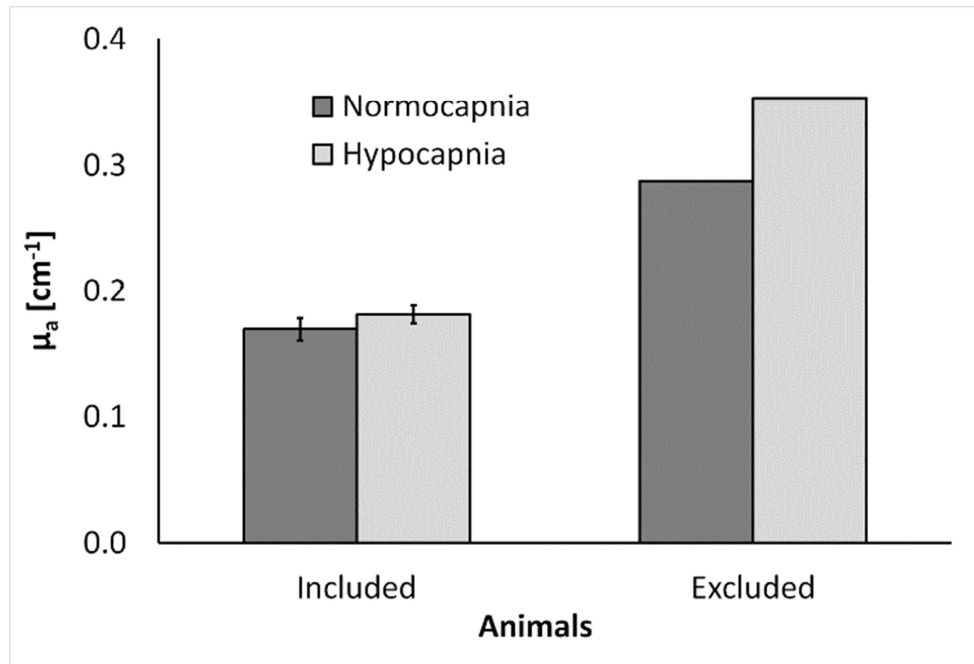 0.4
0.3
0.2
0.1
0.0
μa [cm-1]
Normocapnia
Hypocapnia
Included
Excluded
Animals